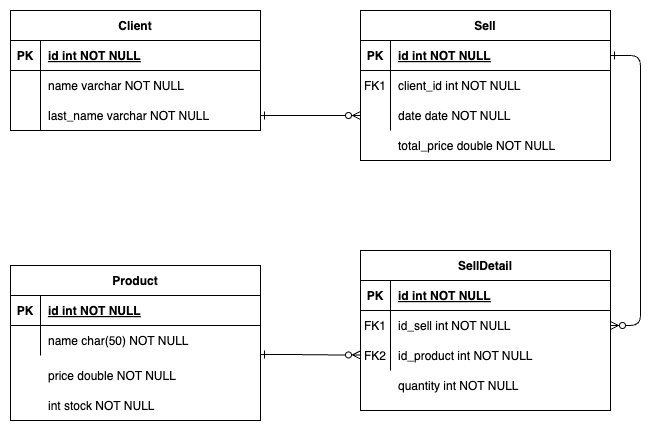 Client
PK id int NOT NULL
name varchar NOT NULL
last_name varchar NOT NULL
Sell
PK id int NOT NULL
FK1 client_id int NOT NULL
date date NOT NULL
total_price double NOT NULL
Product
PK id int NOT NULL
name char(50) NOT NULL
price double NOT NULL
int stock NOT NULL
SellDetail
PK id int NOT NULL
FK1 id_sell int NOT NULL
FK2 id_product int NOT NULL
quantity int NOT NULL